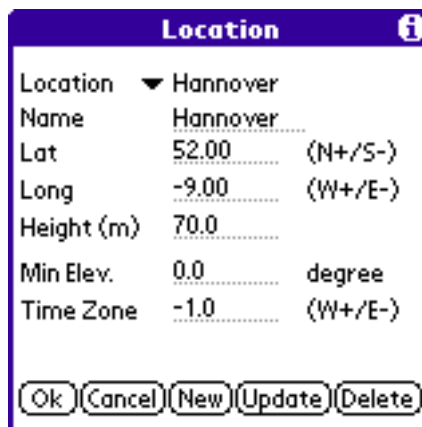 Location
Location Hannover
Name Hannover
Lat 52.00 (N+/S-)
Long -9.00 (W+/E-)
Height (m) 70.0
Min Elev. 0.0 degree
Time Zone -1.0 (W+/E-)
Ok Cancel New Update Delete